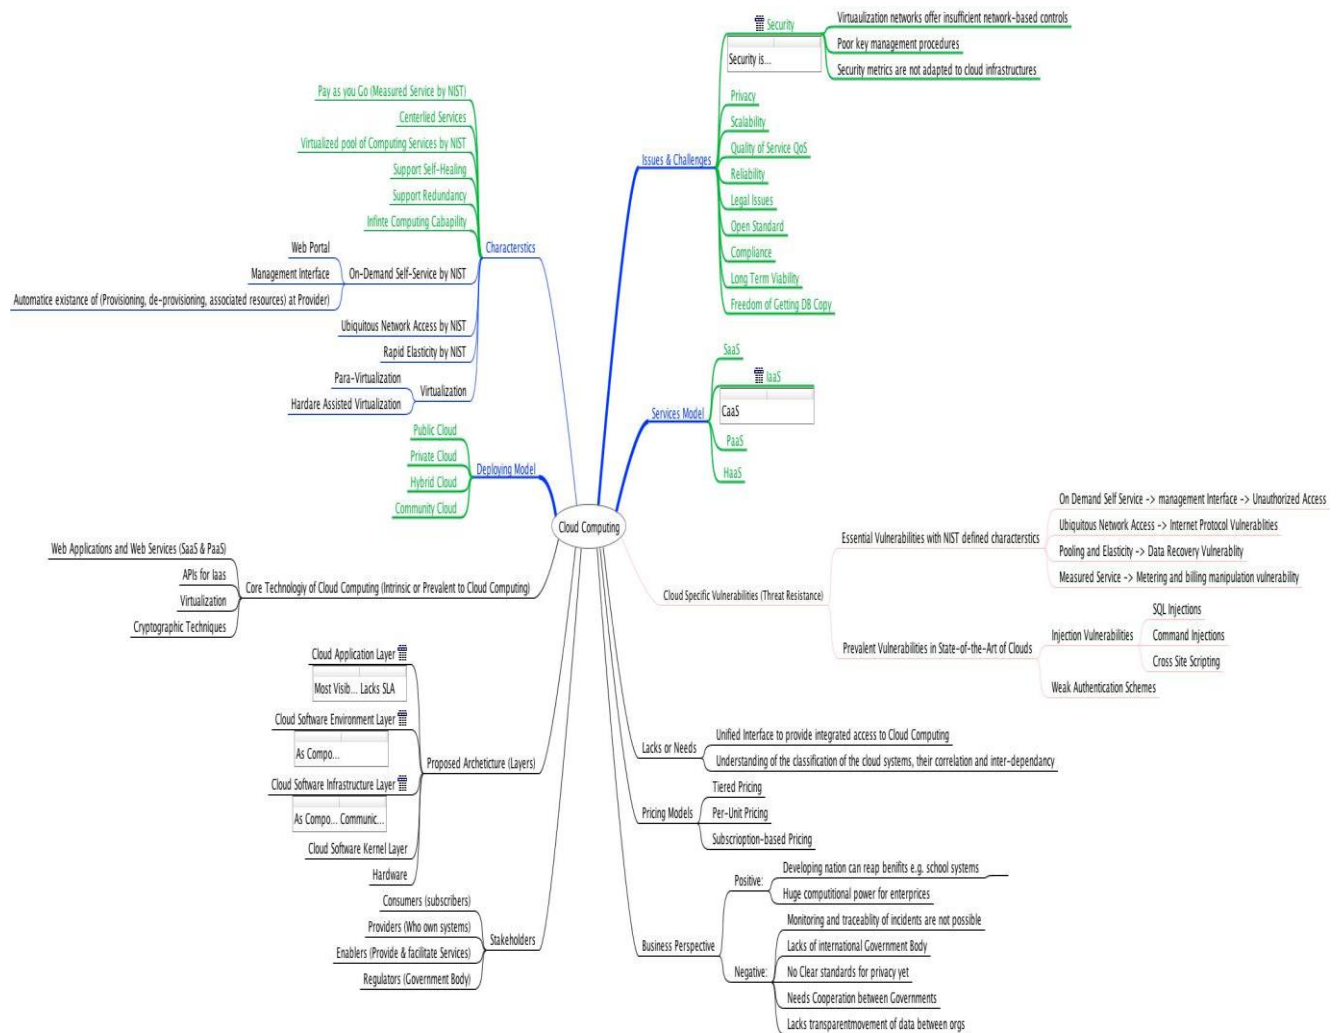 Cloud Computing
Issues & Challenges
Security
Security is...
Virtuaulization networks offer insufficient network-based controls
Poor key management procedures
Security metrics are not adapted to cloud infrastructures
Privacy
Scalability
Quality of Service QoS
Reliability
Legal Issues
Open Standard
Compliance
Long Term Viability
Freedom of Getting DB Copy
Services Model
SaaS
IaaS
CaaS
PaaS
HaaS
Cloud Specific Vulnerabilities (Threat Resistance)
Essential Vulnerabilities with NIST defined characterstics
On Demand Self Service -> management Interface -> Unauthorized Access
Ubiquitous Network Access -> Internet Protocol Vulnerablities
Pooling and Elasticity -> Data Recovery Vulnerablity
Measured Service -> Metering and billing manipulation vulnerability
Prevalent Vulnerabilities in State-of-the-Art of Clouds
Injection Vulnerabilities
SQL Injections
Command Injections
Cross Site Scripting
Weak Authentication Schemes
Lacks or Needs
Unified Interface to provide integrated access to Cloud Computing
Understanding of the classification of the cloud systems, their correlation and inter-dependancy
Pricing Models
Tiered Pricing
Per-Unit Pricing
Subscrioption-based Pricing
Business Perspective
Positive:
Developing nation can reap benifits e.g. school systems
Huge computitional power for enterprices
Negative:
Monitoring and traceablity of incidents are not possible
Lacks of international Government Body
No Clear standards for privacy yet
Needs Cooperation between Governments
Lacks transparentmovement of data between orgs
Characterstics
Pay as you Go (Measured Service by NIST)
Centerlied Services
Virtualized pool of Computing Services by NIST
Support Self-Healing
Support Redundancy
Infinte Computing Cabapility
On-Demand Self-Service by NIST
Web Portal
Management Interface
Automatice existance of (Provisioning, de-provisioning, associated resources) at Provider)
Ubiquitous Network Access by NIST
Rapid Elasticity by NIST
Virtualization
Para-Virtualization
Hardare Assisted Virtualization
Deploying Model
Public Cloud
Private Cloud
Hybrid Cloud
Community Cloud
Core Technologiy of Cloud Computing (Intrinsic or Prevalent to Cloud Computing)
Web Applications and Web Services (SaaS & PaaS)
APIs for Iaas
Virtualization
Cryptographic Techniques
Proposed Archeticture (Layers)
Cloud Application Layer
Most Visib... Lacks SLA
Cloud Software Environment Layer
As Compo...
Cloud Software Infrastructure Layer
As Compo... Communic...
Cloud Software Kernel Layer
Hardware
Stakeholders
Consumers (subscribers)
Providers (Who own systems)
Enablers (Provide & facilitate Services)
Regulators (Government Body)